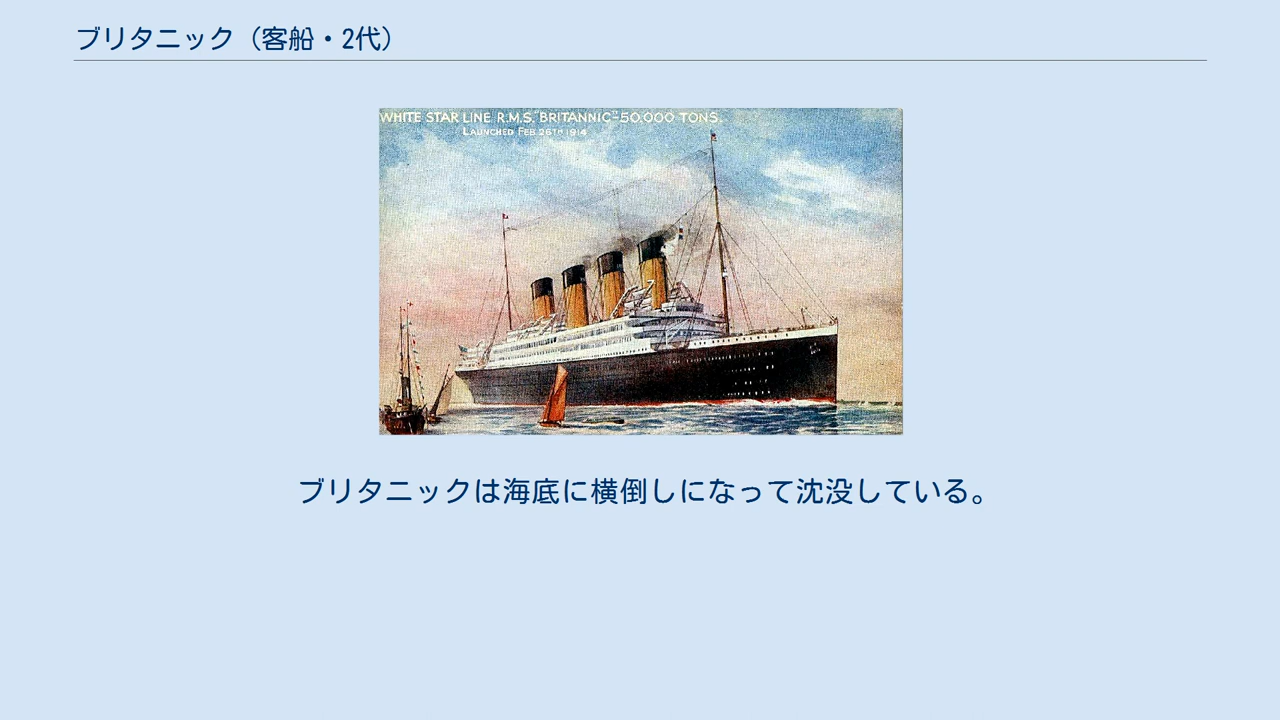 ブリタニック（客船・2代）
WHITE STAR LINE R.M.S. "BRITANNIC" - 50,000 TONS.
LAUNCHED FEB 26TH 1914
ブリタニックは海底に横倒しになって沈没している。